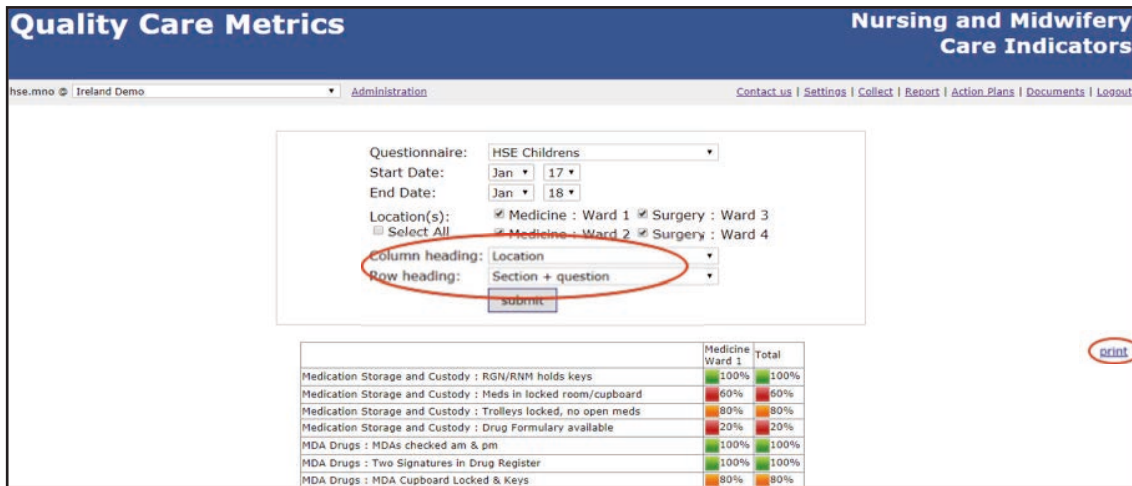 Quality Care Metrics
Nursing and Midwifery
Care Indicators
hse.mno @ Ireland Demo Administration Contact us | Settings | Collect | Report | Action Plans | Documents | Logout
Questionnaire: HSE Childrens
Start Date: Jan 17
End Date: Jan 18
Location(s): Medicine : Ward 1 Surgery : Ward 3
Select All Medicine : Ward 2 Surgery : Ward 4
Column heading: Location
Row heading: Section + question
submit
print
Medicine Ward 1 Total
Medication Storage and Custody : RGN/RNM holds keys 100% 100%
Medication Storage and Custody : Meds in locked room/cupboard 60% 60%
Medication Storage and Custody : Trolleys locked, no open meds 80% 80%
Medication Storage and Custody : Drug Formulary available 20% 20%
MDA Drugs : MDAs checked am & pm 100% 100%
MDA Drugs : Two Signatures in Drug Register 100% 100%
MDA Drugs : MDA Cupboard Locked & Keys 80% 80%